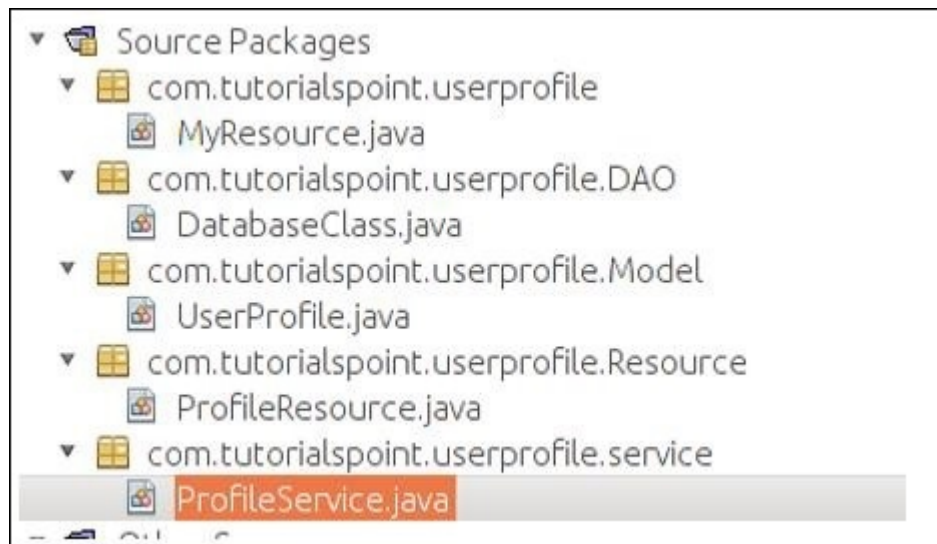 Source Packages
com.tutorialspoint.userprofile
MyResource.java
com.tutorialspoint.userprofile.DAO
DatabaseClass.java
com.tutorialspoint.userprofile.Model
UserProfile.java
com.tutorialspoint.userprofile.Resource
ProfileResource.java
com.tutorialspoint.userprofile.service
ProfileService.java